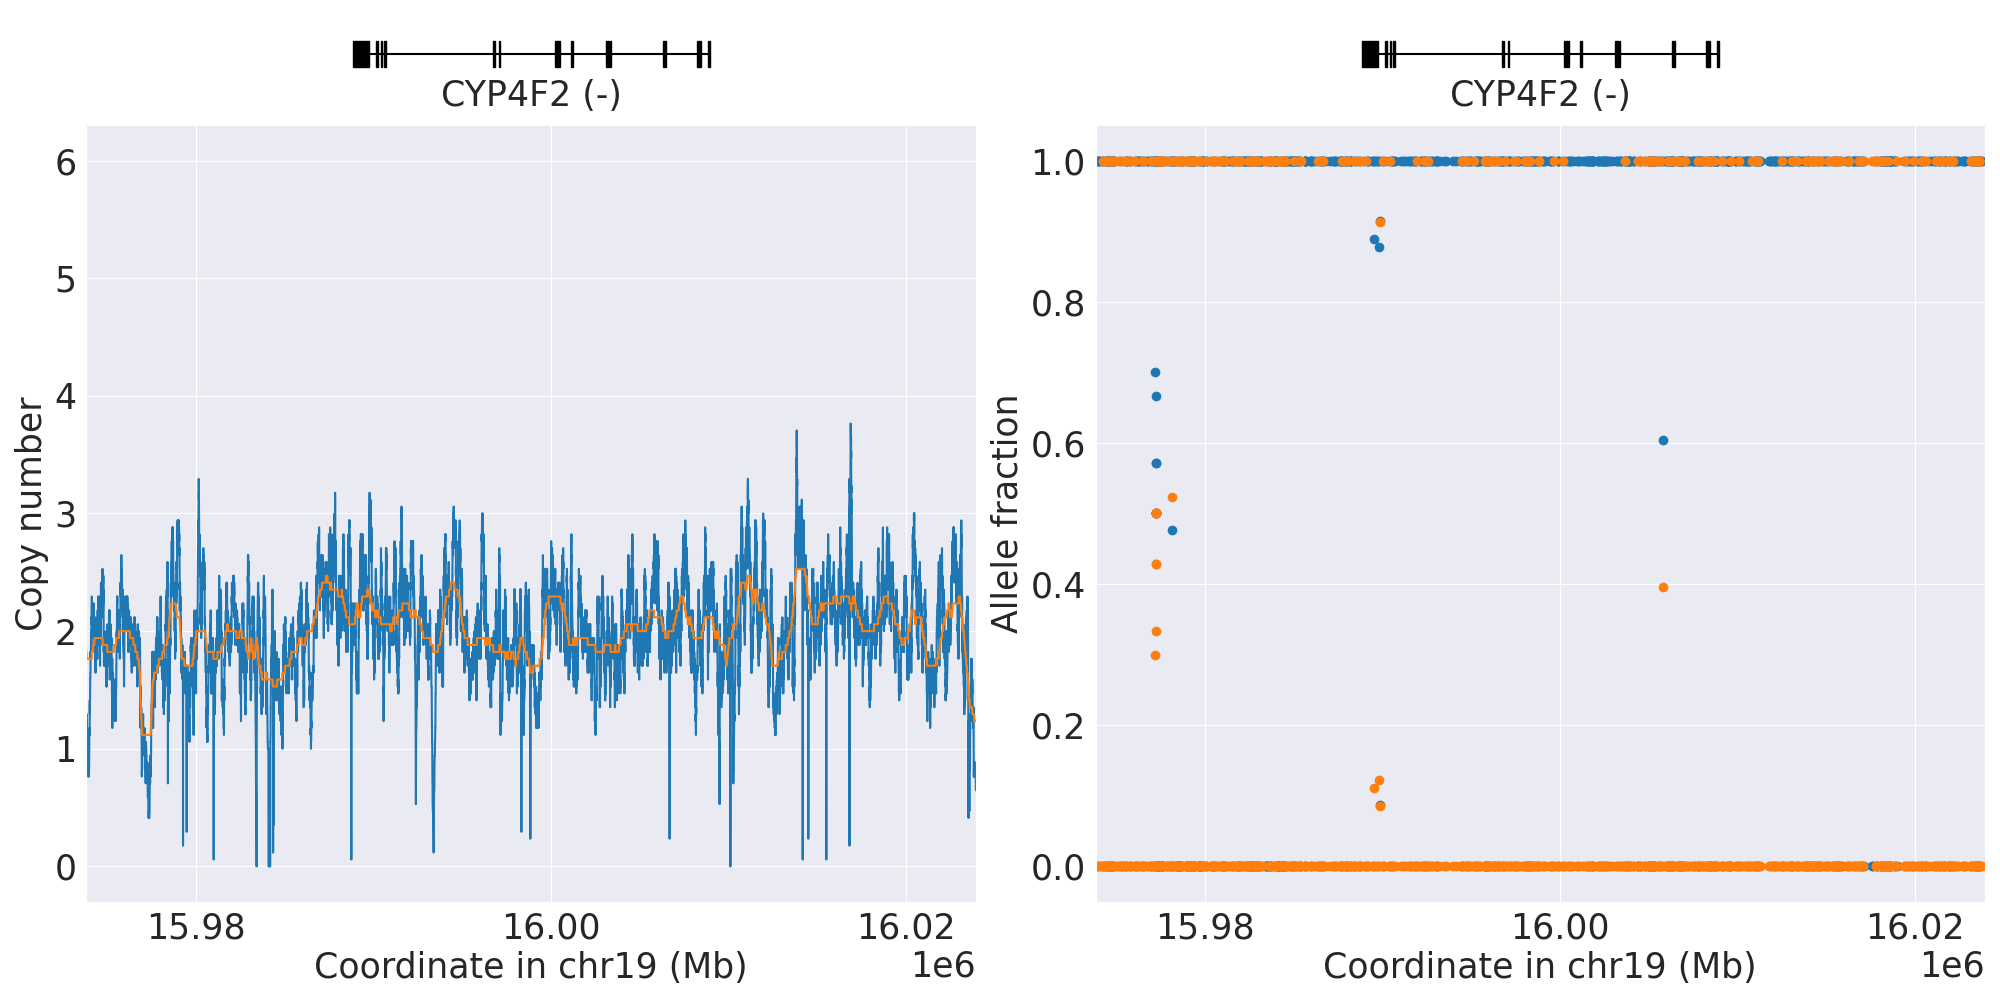 CYP4F2 (-)
6
5
4
3
2
1
0
Copy number
15.98
16.00
16.02
Coordinate in chr19 (Mb)
1e6
CYP4F2 (-)
1.0
0.8
0.6
0.4
0.2
0.0
Allele fraction
15.98
16.00
16.02
Coordinate in chr19 (Mb)
1e6